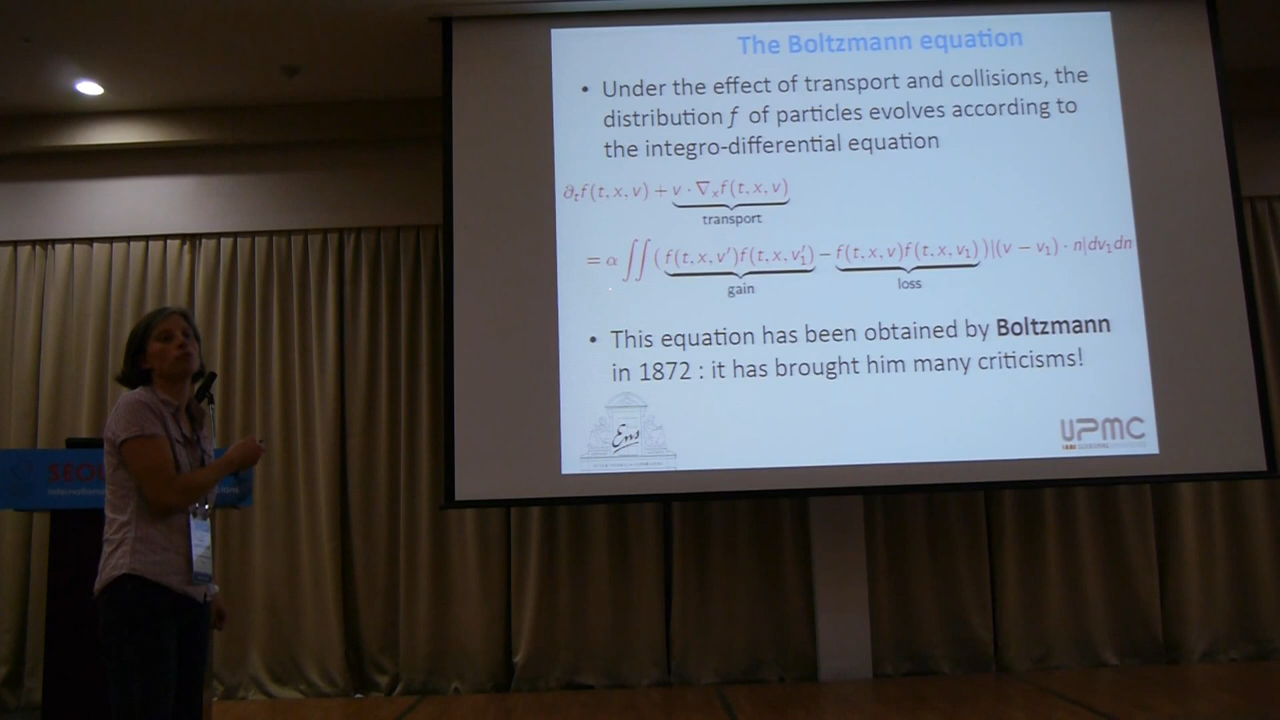 The Boltzmann equation
• Under the effect of transport and collisions, the
distribution f of particles evolves according to
the integro-differential equation
∂ₜf(t, x, v) + v · ∇ₓf(t, x, v)
transport
= α ∬ (f(t, x, v′)f(t, x, v′₁) − f(t, x, v)f(t, x, v₁))|(v − v₁) · n|dv₁dn
gain
loss
• This equation has been obtained by Boltzmann
in 1872 : it has brought him many criticisms!
Ens
UPMC
SEOU